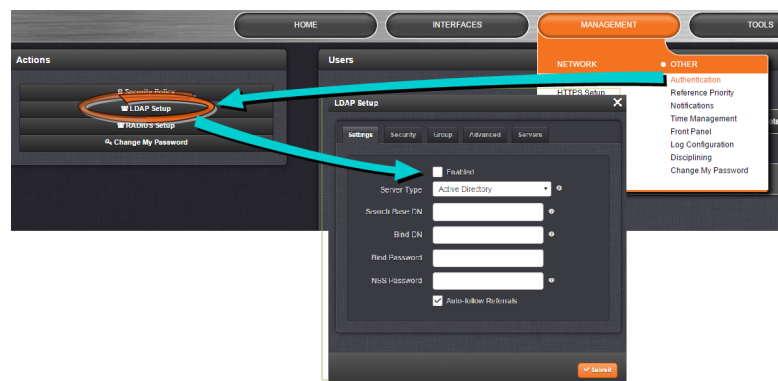 HOME
INTERFACES
MANAGEMENT
TOOLS
Actions
Users
NETWORK
OTHER
Authentication
HTTPS Setup
Reference Priority
Notifications
Time Management
Front Panel
Log Configuration
Disciplining
Change My Password
Security Policy
LDAP Setup
RADIUS Setup
Change My Password
LDAP Setup
Settings
Security
Group
Advanced
Servers
Enabled
Server Type
Active Directory
Search Base DN
Bind DN
Bind Password
NSS Password
Auto-follow Referrals
Submit